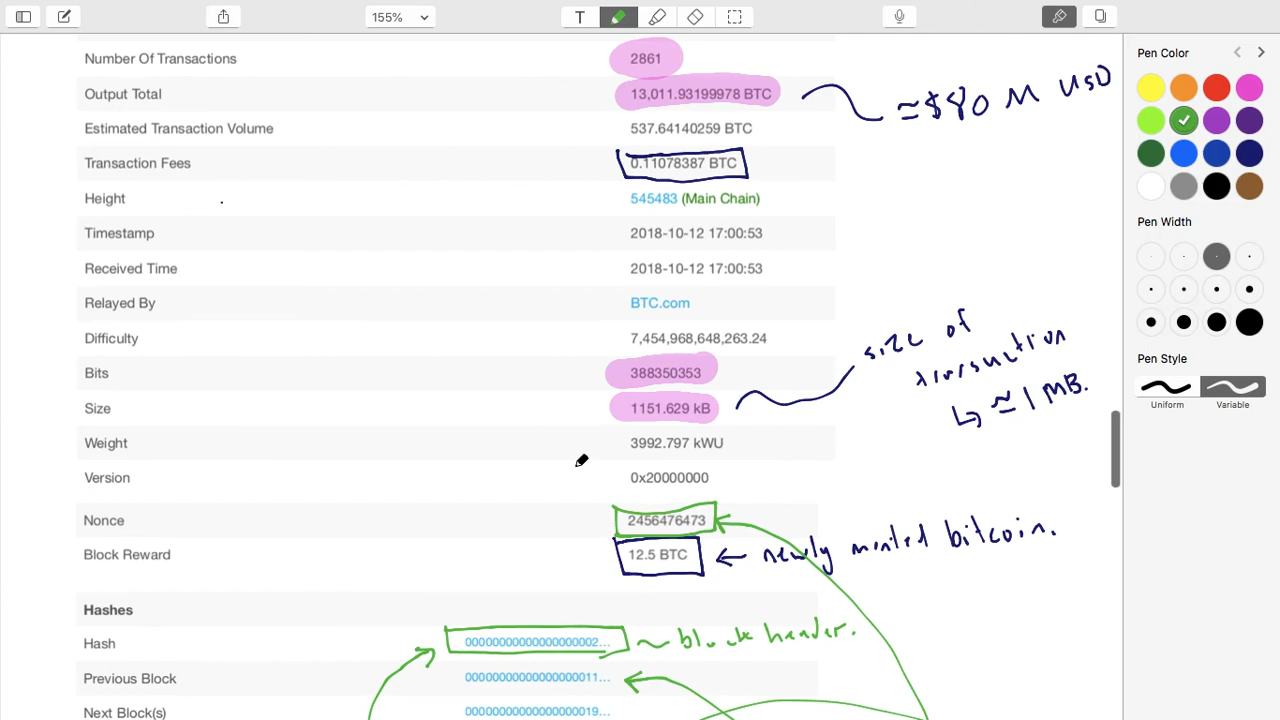 155%
T
Pen Color
Number Of Transactions 2861
Output Total 13,011.93199978 BTC
≃ $80 M USD
Estimated Transaction Volume 537.64140259 BTC
Transaction Fees 0.11078387 BTC
Height 545483 (Main Chain)
Pen Width
Timestamp 2018-10-12 17:00:53
Received Time 2018-10-12 17:00:53
Relayed By BTC.com
Difficulty 7,454,968,648,263.24
size of
transaction
↳ ≃ 1 MB.
Bits 388350353
Size 1151.629 kB
Pen Style
Uniform Variable
Weight 3992.797 kWU
Version 0x20000000
Nonce 2456476473
Block Reward 12.5 BTC
← newly minted bitcoin.
Hashes
Hash 00000000000000000002...
~ block header.
Previous Block 00000000000000000011...
Next Block(s) 00000000000000000019...